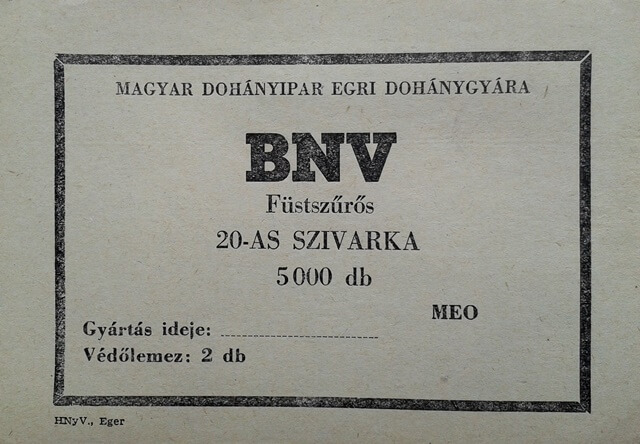 MAGYAR DOHÁNYIPAR EGRI DOHÁNYGYÁRA
BNV
Füstszűrős
20-AS SZIVARKA
5000 db
MEO
Gyártás ideje:
Védőlemez: 2 db
HNyV., Eger